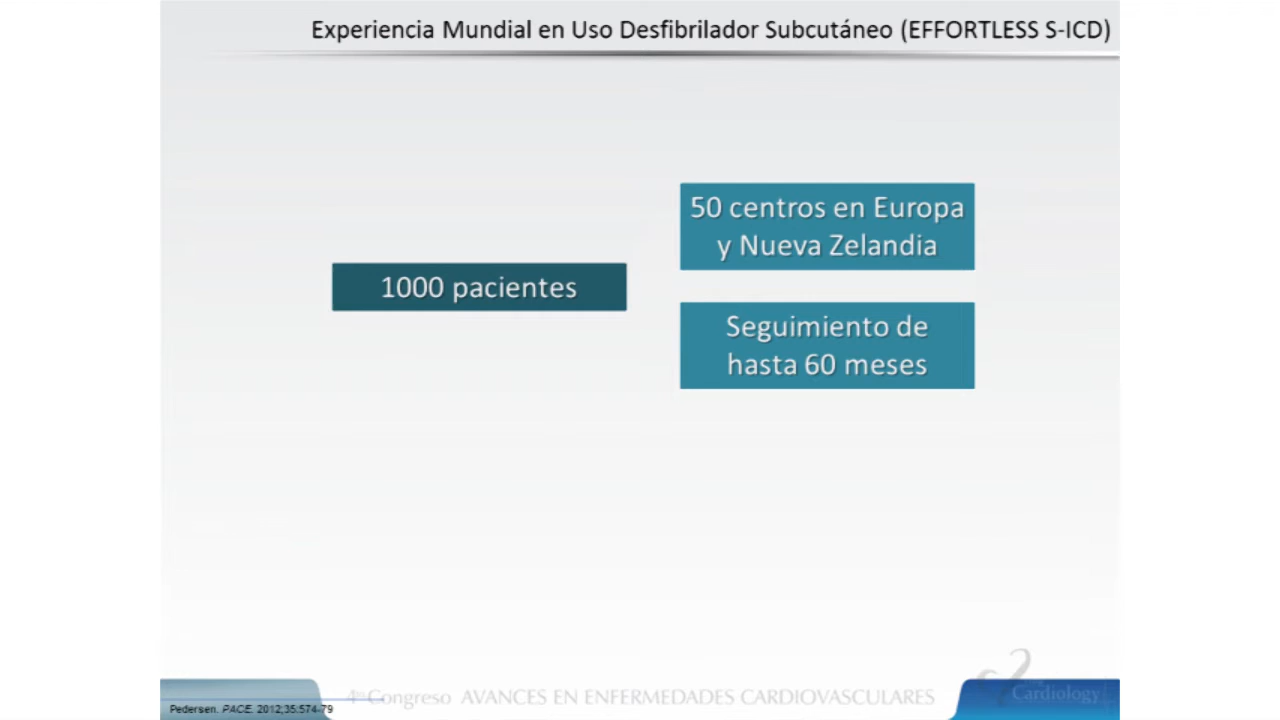 Experiencia Mundial en Uso Desfibrilador Subcutáneo (EFFORTLESS S-ICD)
1000 pacientes
50 centros en Europa
y Nueva Zelandia
Seguimiento de
hasta 60 meses
Pedersen. PACE. 2012;35:574-79
Congreso AVANCES EN ENFERMEDADES CARDIOVASCULARES
Cardiology